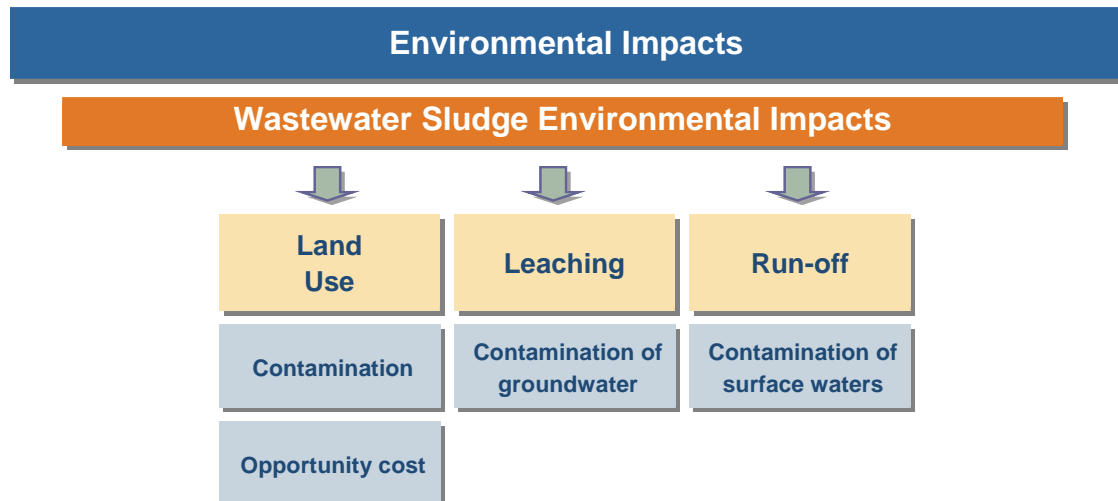 Environmental Impacts
Wastewater Sludge Environmental Impacts
Land
Use
Leaching
Run-off
Contamination
Contamination of
groundwater
Contamination of
surface waters
Opportunity cost